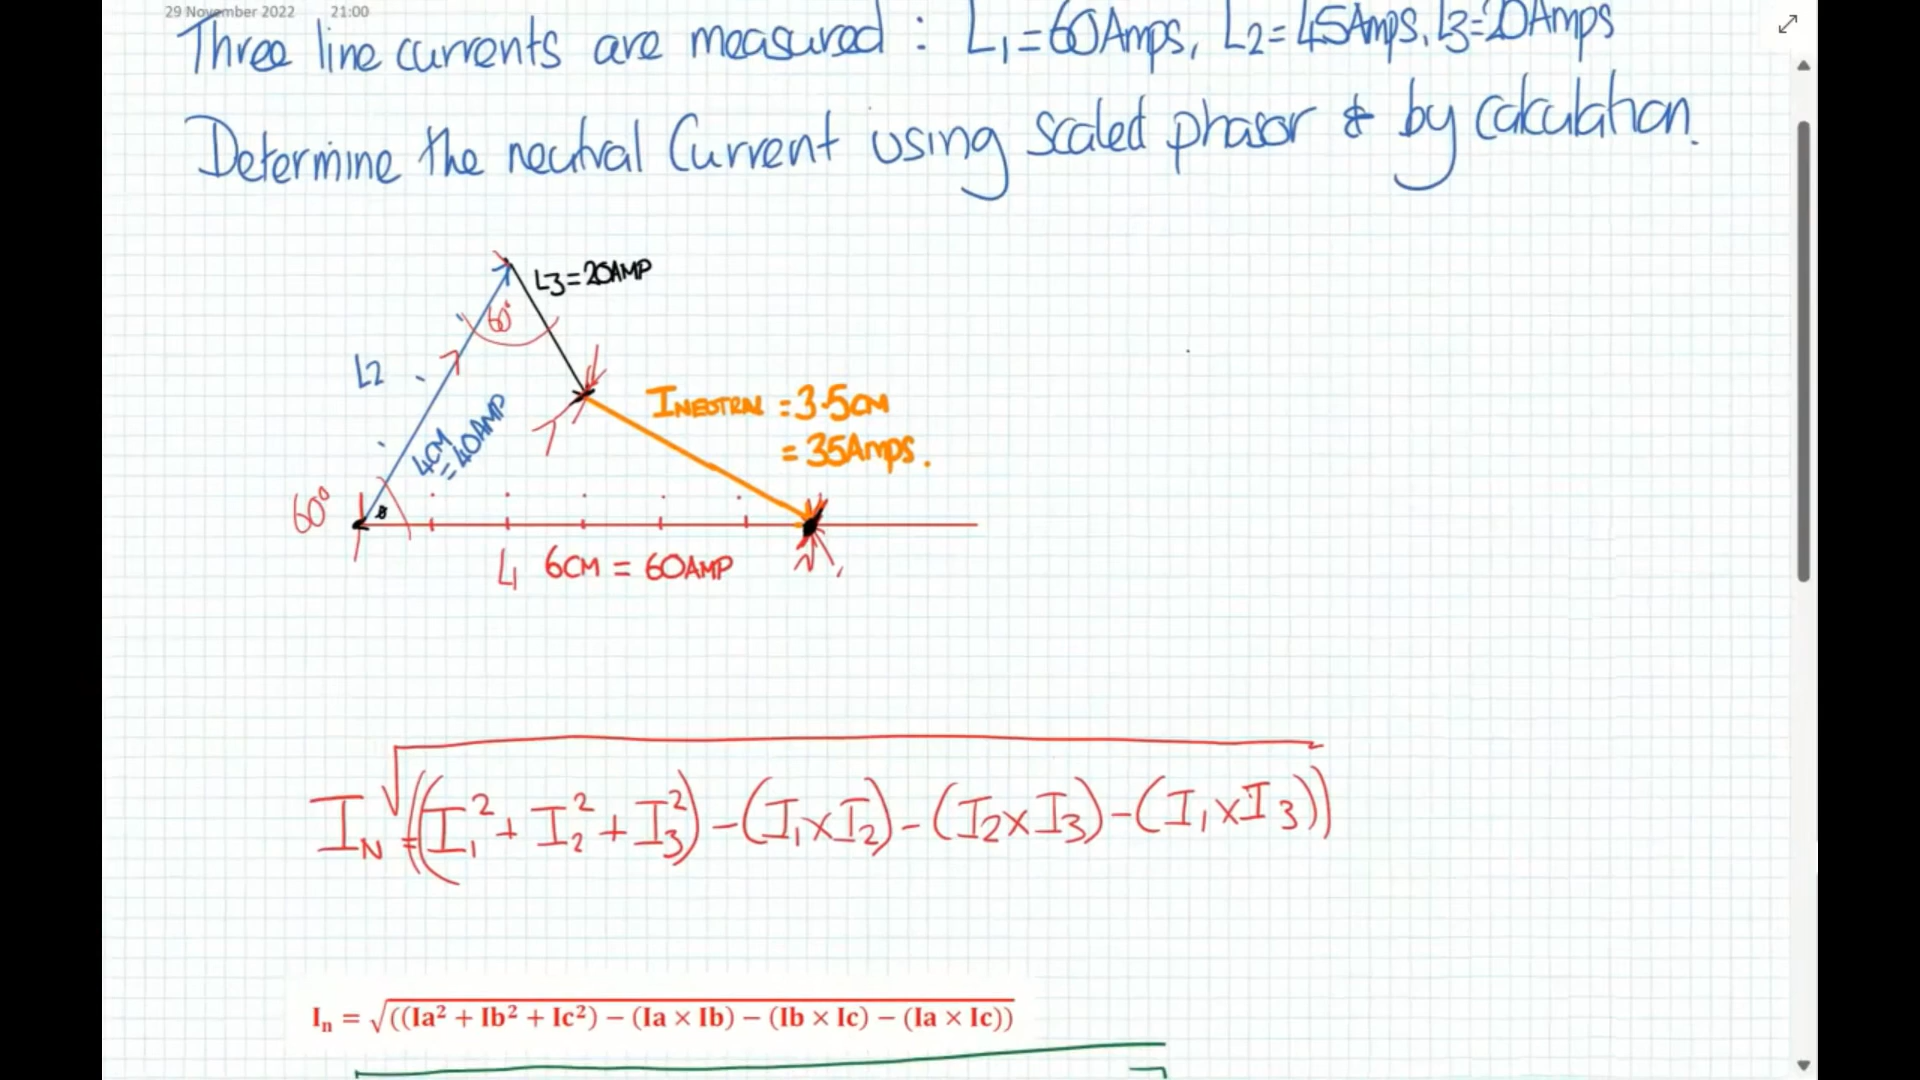 29 November 2022 21:00
Three line currents are measured : L1=60Amps, L2=45Amps, L3=20Amps
Determine the neutral Current using scaled phasor & by calculation.
L3=20AMP
60°
L2
4CM
=40AMP
INEUTRAL = 3.5CM
= 35Amps.
60°
L1 6CM = 60AMP
IN = √((I1² + I2² + I3²) - (I1×I2) - (I2×I3) - (I1×I3))
In = √((Ia² + Ib² + Ic²) − (Ia × Ib) − (Ib × Ic) − (Ia × Ic))